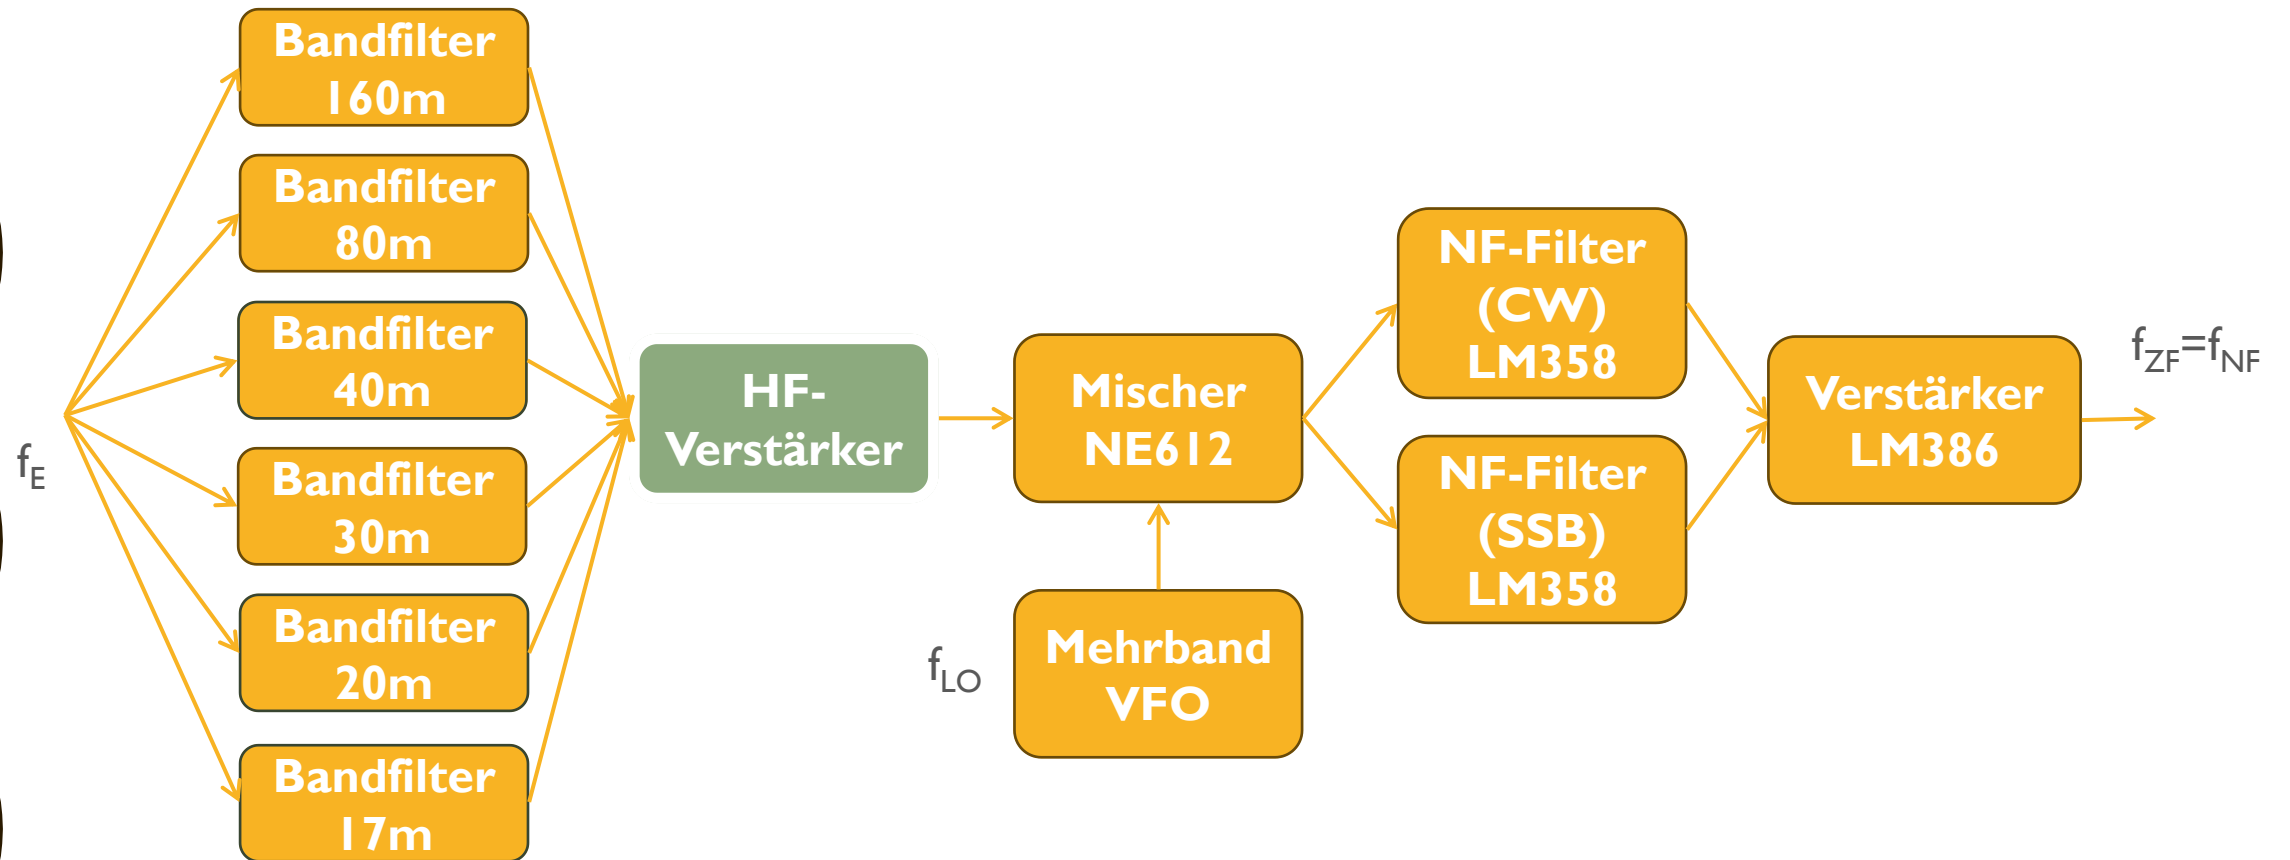 Bandfilter
160m
Bandfilter
80m
Bandfilter
40m
Bandfilter
30m
Bandfilter
20m
Bandfilter
17m
fE
HF-
Verstärker
Mischer
NE612
Mehrband
VFO
fLO
NF-Filter
(CW)
LM358
NF-Filter
(SSB)
LM358
Verstärker
LM386
fZF=fNF